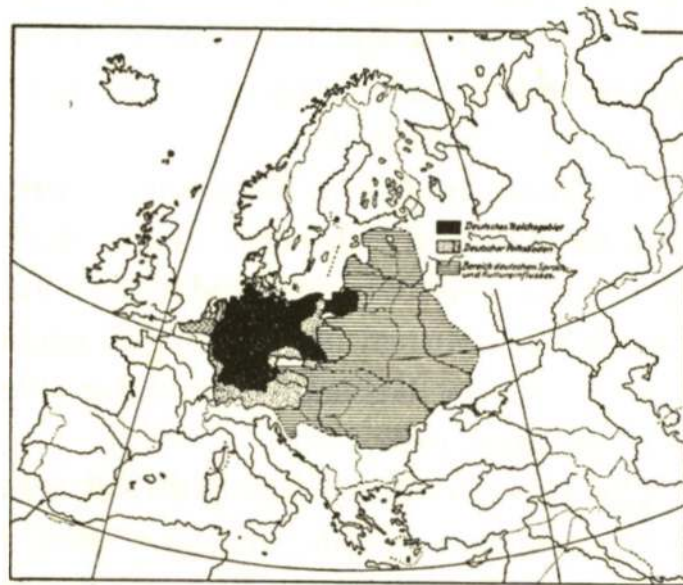 Deutsches Reichsgebiet
Deutscher Volksboden
Bereich deutschen Sprach-
und Kultureinflusses.